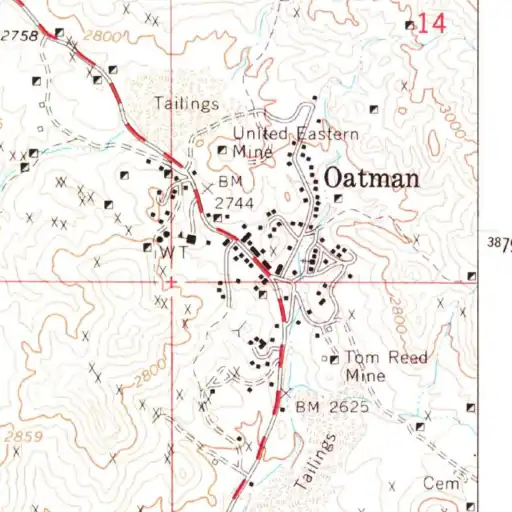 14
2758
2800
Tailings
3000
United Eastern
Mine
Oatman
BM
2744
WT
3879
2800
Tom Reed
Mine
2800
BM 2625
2859
Tailings
Cem